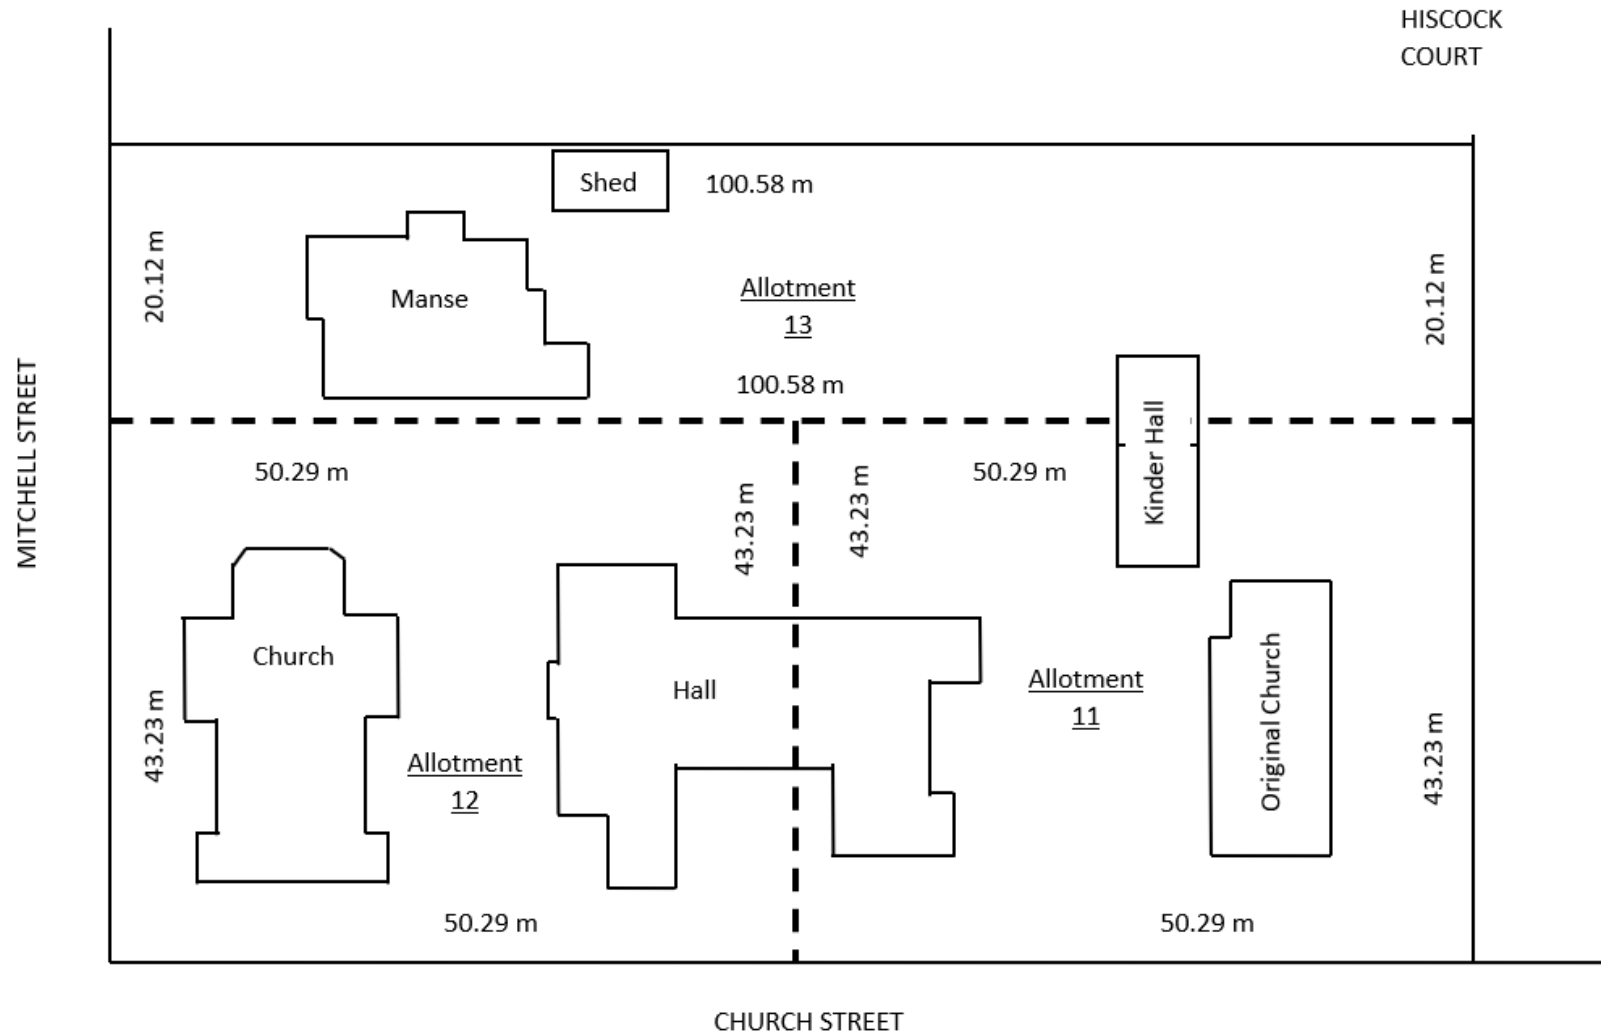 HISCOCK
COURT
Shed
100.58 m
20.12 m
Manse
Allotment
13
20.12 m
100.58 m
MITCHELL STREET
50.29 m
43.23 m
43.23 m
50.29 m
Kinder Hall
Church
Hall
Allotment
11
Original Church
43.23 m
Allotment
12
43.23 m
50.29 m
50.29 m
CHURCH STREET